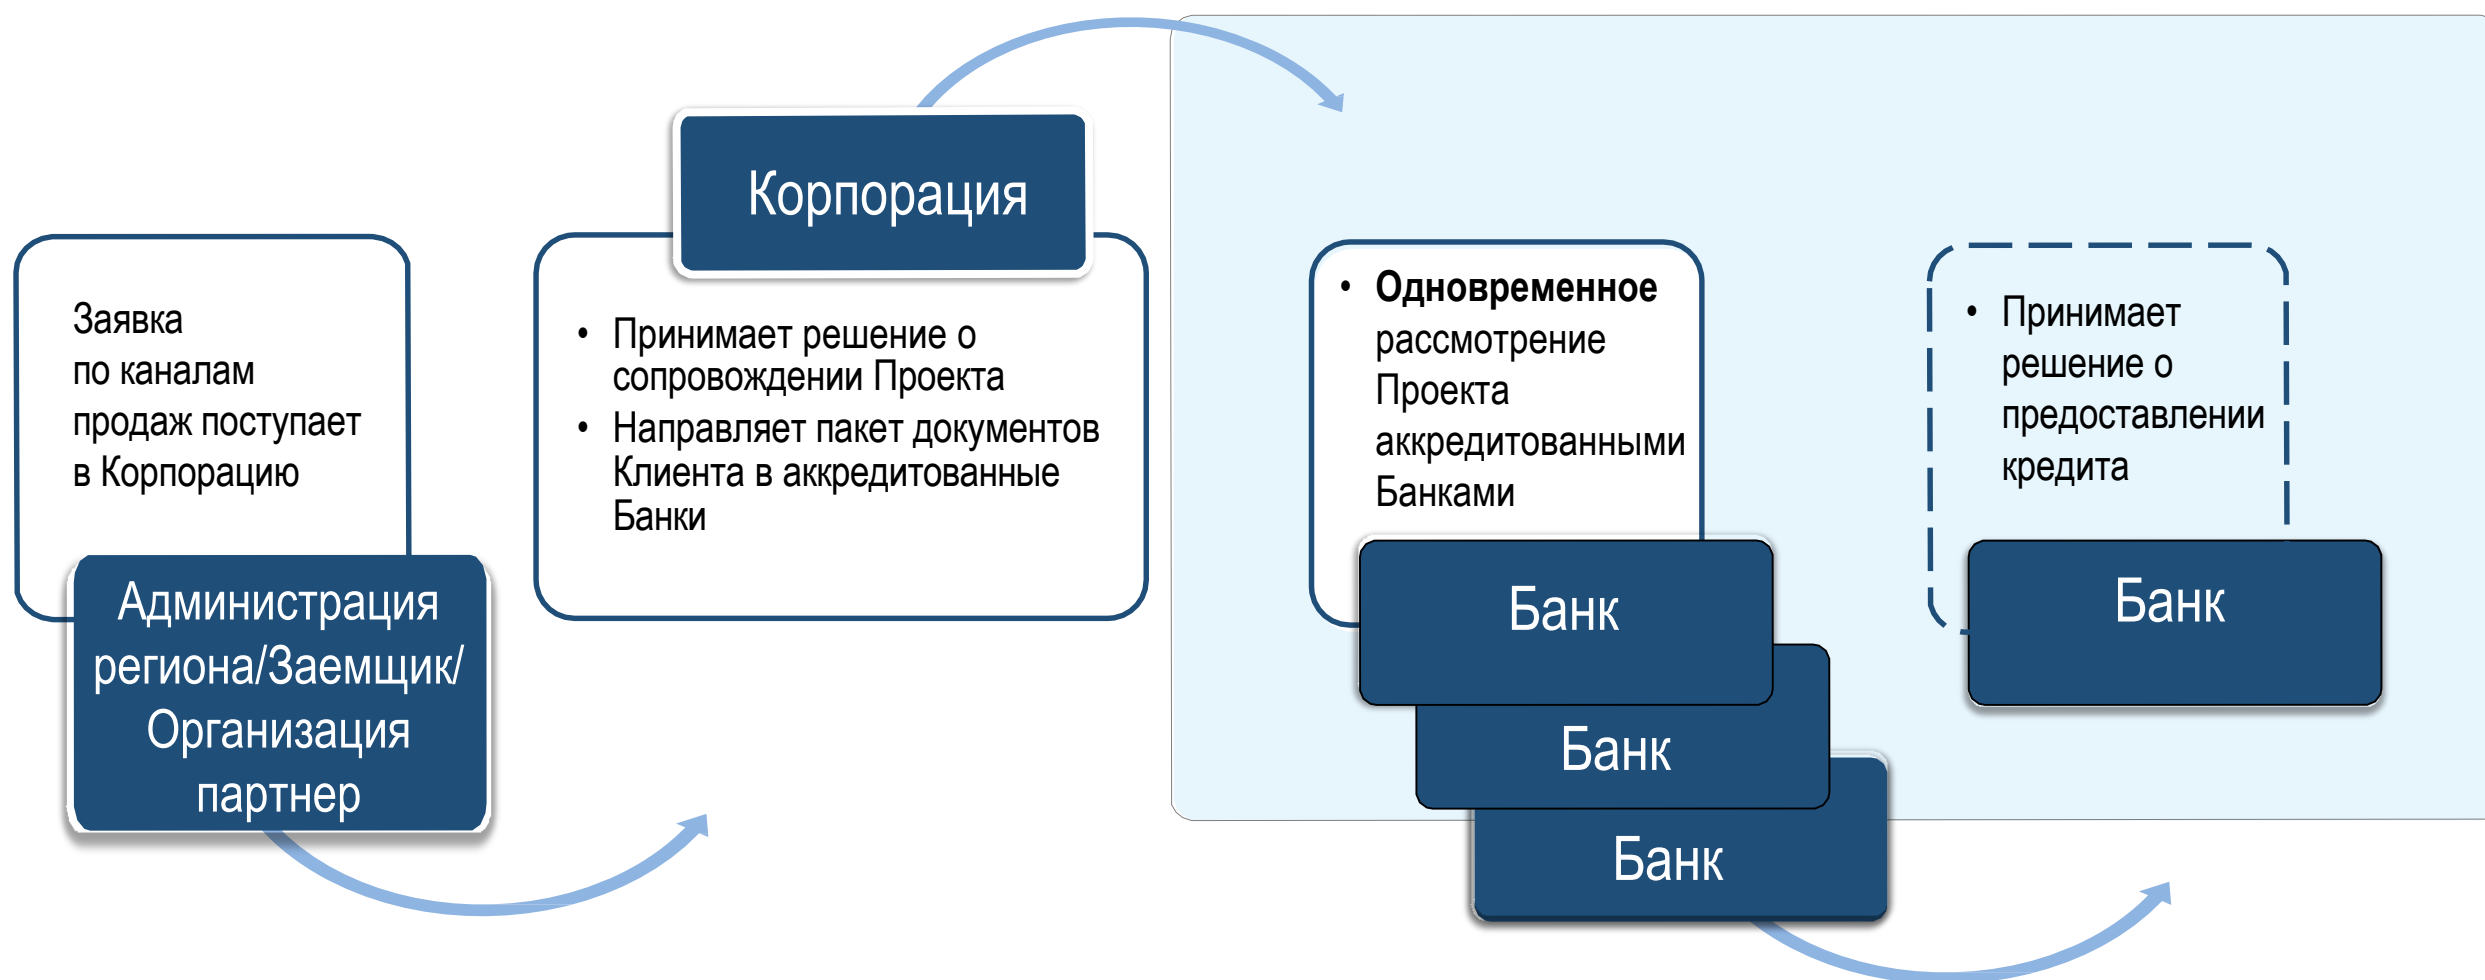 Заявка
по каналам
продаж поступает
в Корпорацию
Администрация
региона/Заемщик/
Организация
партнер
Корпорация
• Принимает решение о
сопровождении Проекта
• Направляет пакет документов
Клиента в аккредитованные
Банки
• Одновременное
рассмотрение
Проекта
аккредитованными
Банками
Банк
Банк
Банк
• Принимает
решение о
предоставлении
кредита
Банк